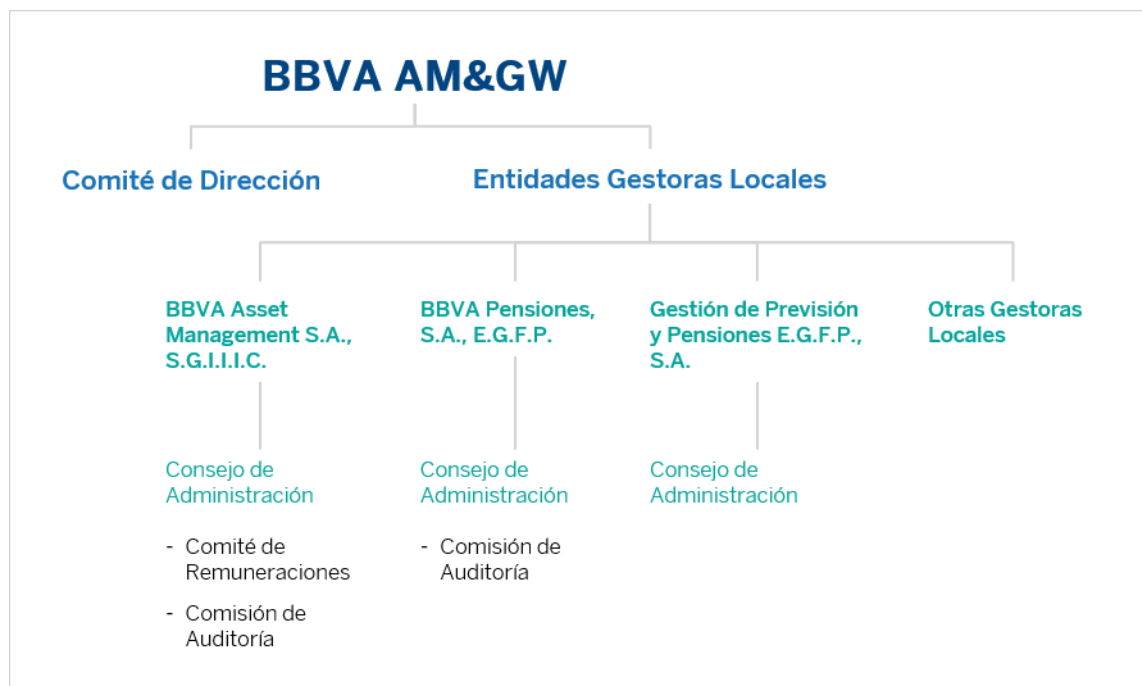 BBVA AM&GW
Comité de Dirección
Entidades Gestoras Locales
BBVA Asset
Management S.A.,
S.G.I.I.I.C.
BBVA Pensiones,
S.A., E.G.F.P.
Gestión de Previsión
y Pensiones E.G.F.P.,
S.A.
Otras Gestoras
Locales
Consejo de
Administración
- Comité de
Remuneraciones
- Comisión de
Auditoría
Consejo de
Administración
- Comisión de
Auditoría
Consejo de
Administración